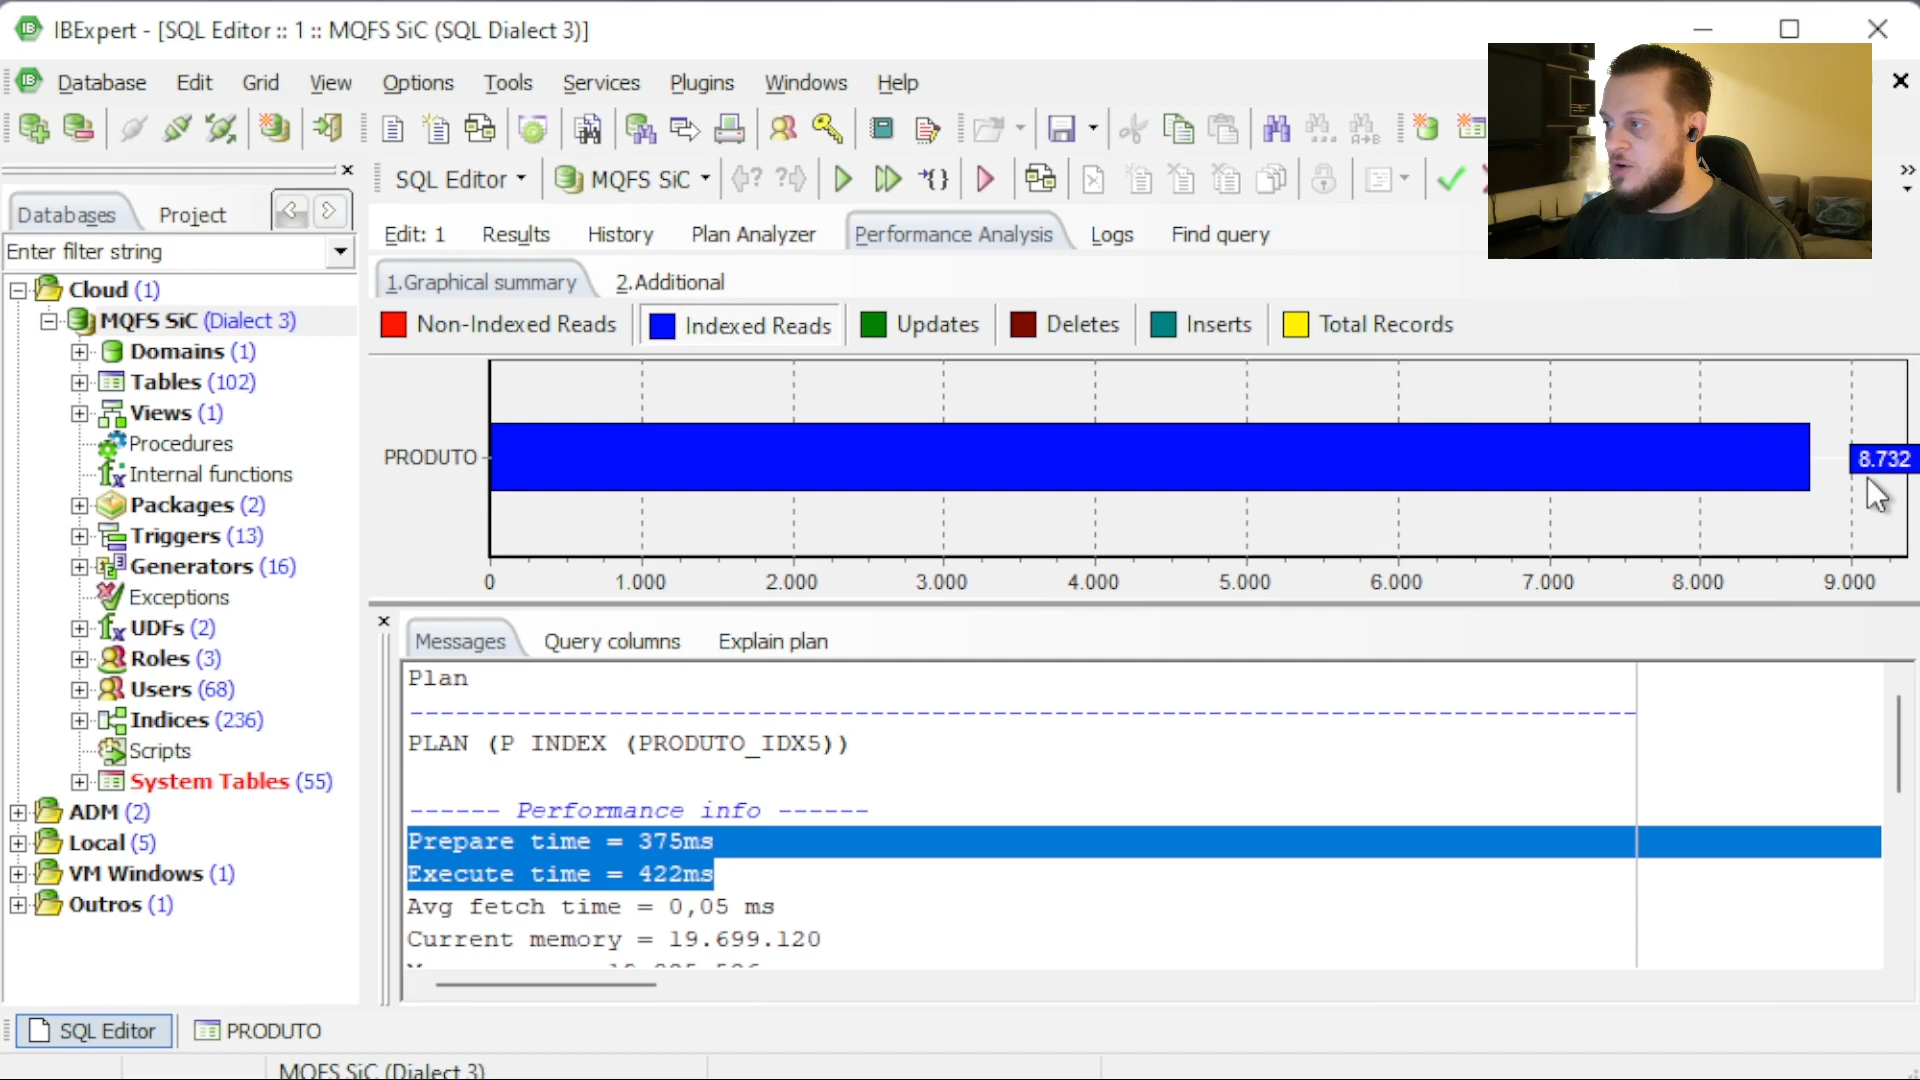 IBExpert - [SQL Editor :: 1 :: MQFS SiC (SQL Dialect 3)]
Database Edit Grid View Options Tools Services Plugins Windows Help
SQL Editor MQFS SiC
Databases Project
Enter filter string
Cloud (1)
MQFS SiC (Dialect 3)
Domains (1)
Tables (102)
Views (1)
Procedures
Internal functions
Packages (2)
Triggers (13)
Generators (16)
Exceptions
UDFs (2)
Roles (3)
Users (68)
Indices (236)
Scripts
System Tables (55)
ADM (2)
Local (5)
VM Windows (1)
Outros (1)
Edit: 1 Results History Plan Analyzer Performance Analysis Logs Find query
1.Graphical summary 2.Additional
Non-Indexed Reads Indexed Reads Updates Deletes Inserts Total Records
PRODUTO
8.732
0 1.000 2.000 3.000 4.000 5.000 6.000 7.000 8.000 9.000
Messages Query columns Explain plan
Plan
--------------------------------------------------------------------------------
PLAN (P INDEX (PRODUTO_IDX5))
------ Performance info ------
Prepare time = 375ms
Execute time = 422ms
Avg fetch time = 0,05 ms
Current memory = 19.699.120
SQL Editor PRODUTO
MQFS SiC (Dialect 3)